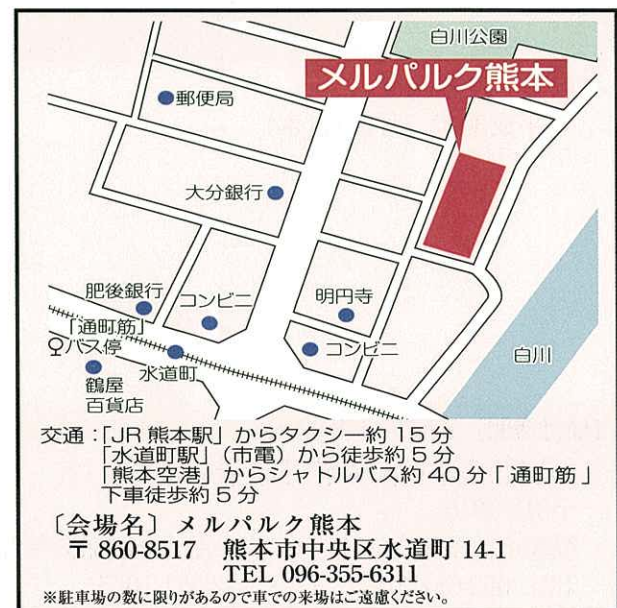 白川公園
メルパルク熊本
郵便局
大分銀行
肥後銀行
コンビニ
明円寺
「通町筋」
バス停
コンビニ
白川
水道町
鶴屋
百貨店
交通：「JR 熊本駅」からタクシー約 15 分
「水道町駅」（市電）から徒歩約 5 分
「熊本空港」からシャトルバス約 40 分「 通町筋 」
下車徒歩約 5 分
〔会場名〕メルパルク熊本
〒 860-8517　熊本市中央区水道町 14-1
TEL 096-355-6311
※駐車場の数に限りがあるので車での来場はご遠慮ください。